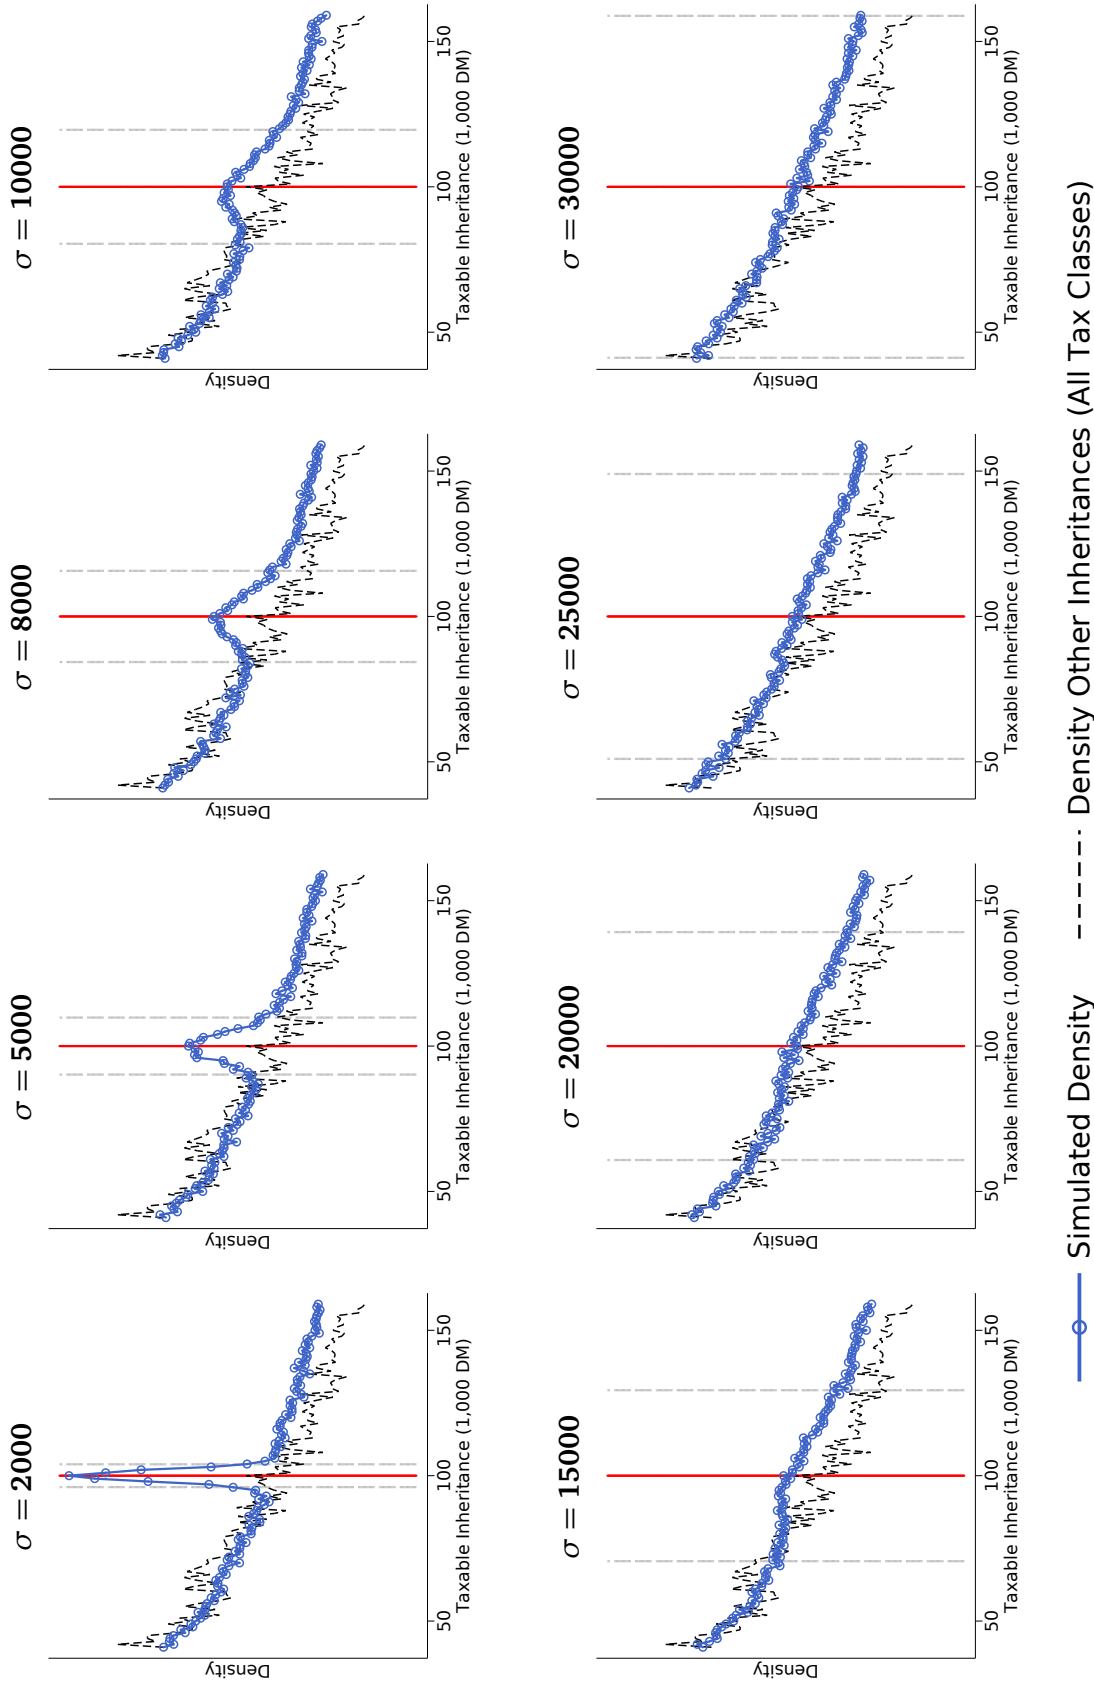 σ = 2000
Density
50
100
150
Taxable Inheritance (1,000 DM)
σ = 5000
Density
50
100
150
Taxable Inheritance (1,000 DM)
σ = 8000
Density
50
100
150
Taxable Inheritance (1,000 DM)
σ = 10000
Density
50
100
150
Taxable Inheritance (1,000 DM)
σ = 15000
Density
50
100
150
Taxable Inheritance (1,000 DM)
σ = 20000
Density
50
100
150
Taxable Inheritance (1,000 DM)
σ = 25000
Density
50
100
150
Taxable Inheritance (1,000 DM)
σ = 30000
Density
50
100
150
Taxable Inheritance (1,000 DM)
Simulated Density
Density Other Inheritances (All Tax Classes)